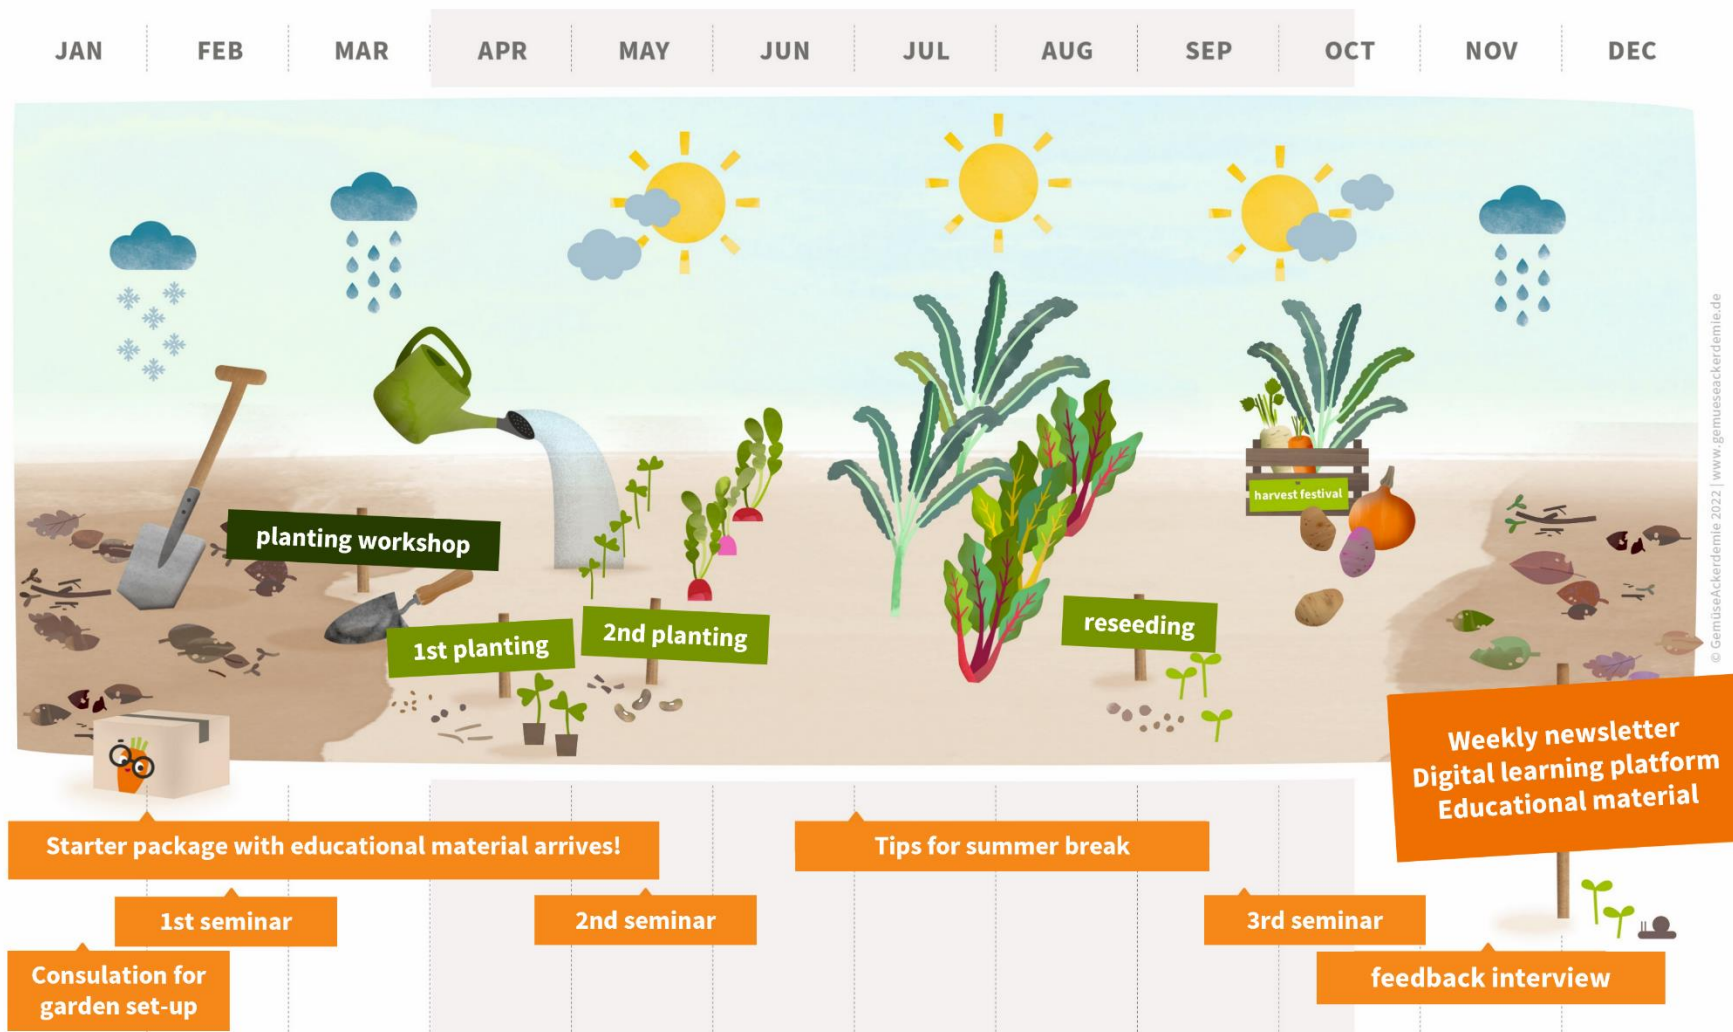 JAN
FEB
MAR
APR
MAY
JUN
JUL
AUG
SEP
OCT
NOV
DEC
planting workshop
1st planting
2nd planting
reseeding
harvest festival
© GemüseAckerdemie 2022 | www.gemueseackerdemie.de
Weekly newsletter
Digital learning platform
Educational material
Starter package with educational material arrives!
Tips for summer break
1st seminar
2nd seminar
3rd seminar
Consulation for
garden set-up
feedback interview